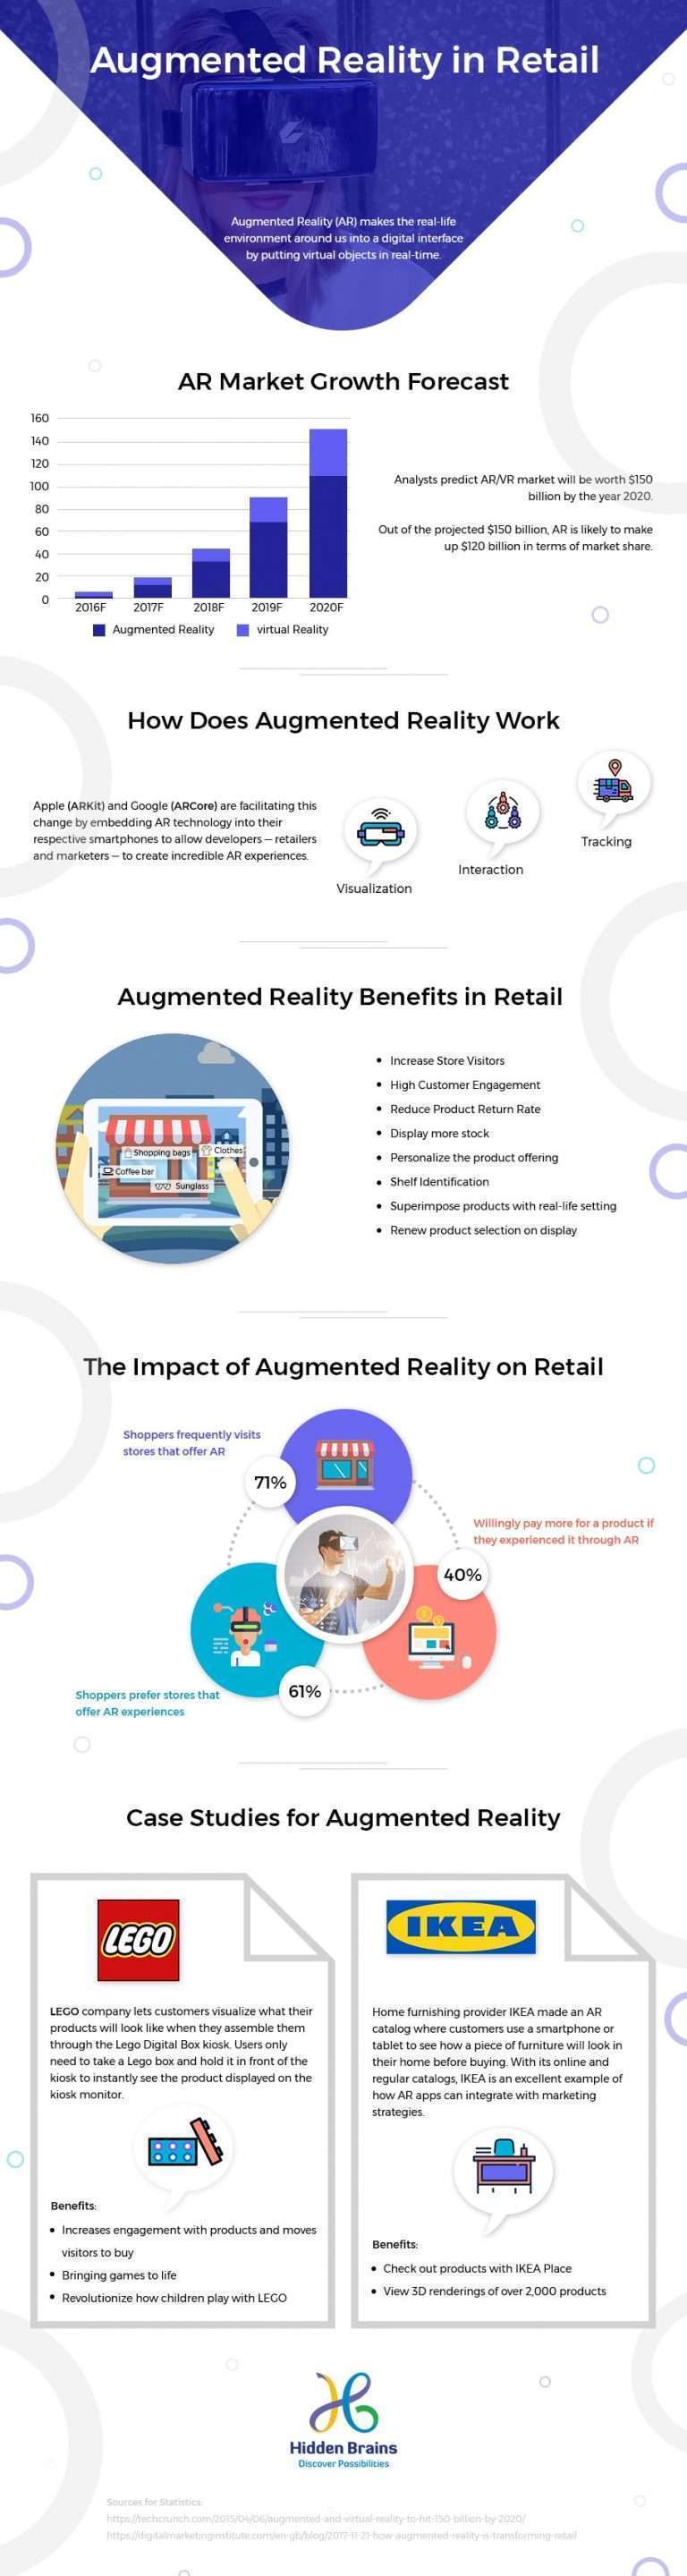 Augmented Reality in Retail
Augmented Reality (AR) makes the real-life
environment around us into a digital interface
by putting virtual objects in real-time.
AR Market Growth Forecast
160
140
120
100
80
60
40
20
0
2016F 2017F 2018F 2019F 2020F
Augmented Reality virtual Reality
Analysts predict AR/VR market will be worth $150
billion by the year 2020.
Out of the projected $150 billion, AR is likely to make
up $120 billion in terms of market share.
How Does Augmented Reality Work
Apple (ARKit) and Google (ARCore) are facilitating this
change by embedding AR technology into their
respective smartphones to allow developers – retailers
and marketers – to create incredible AR experiences.
Visualization
Interaction
Tracking
Augmented Reality Benefits in Retail
Shopping bags
Clothes
Coffee bar
Sunglass
• Increase Store Visitors
• High Customer Engagement
• Reduce Product Return Rate
• Display more stock
• Personalize the product offering
• Shelf Identification
• Superimpose products with real-life setting
• Renew product selection on display
The Impact of Augmented Reality on Retail
Shoppers frequently visits
stores that offer AR
71%
Willingly pay more for a product if
they experienced it through AR
40%
61%
Shoppers prefer stores that
offer AR experiences
Case Studies for Augmented Reality
LEGO
LEGO company lets customers visualize what their
products will look like when they assemble them
through the Lego Digital Box kiosk. Users only
need to take a Lego box and hold it in front of the
kiosk to instantly see the product displayed on the
kiosk monitor.
Benefits:
• Increases engagement with products and moves
visitors to buy
• Bringing games to life
• Revolutionize how children play with LEGO
IKEA
Home furnishing provider IKEA made an AR
catalog where customers use a smartphone or
tablet to see how a piece of furniture will look in
their home before buying. With its online and
regular catalogs, IKEA is an excellent example of
how AR apps can integrate with marketing
strategies.
Benefits:
• Check out products with IKEA Place
• View 3D renderings of over 2,000 products
Hidden Brains
Discover Possibilities
Sources for Statistics:
https://techcrunch.com/2015/04/06/augmented-and-virtual-reality-to-hit-150-billion-by-2020/
https://digitalmarketinginstitute.com/en-gb/blog/2017-11-21-how-augmented-reality-is-transforming-retail